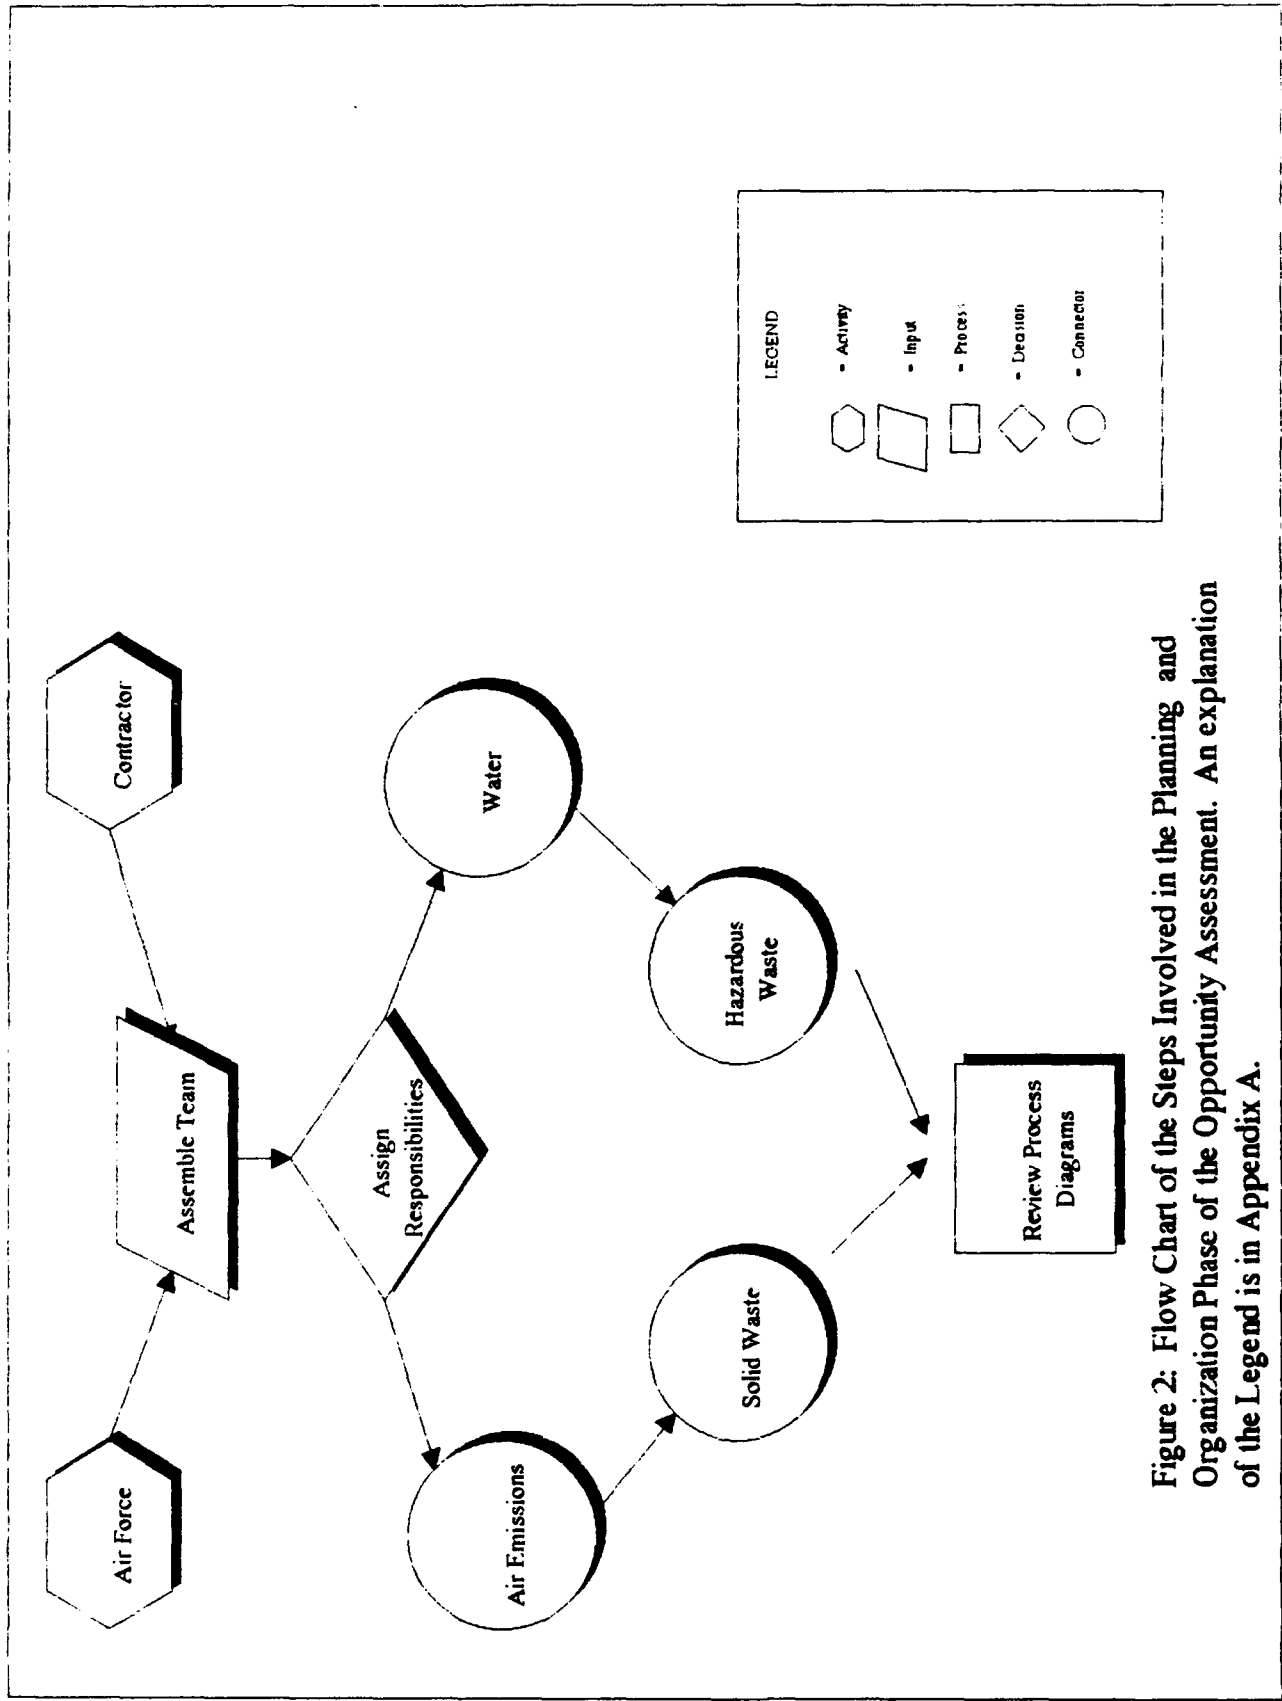 Air Force
Contractor
Assemble Team
Assign
Responsibilities
Air Emissions
Water
Solid Waste
Hazardous
Waste
Review Process
Diagrams
LEGEND
- Activity
- Input
- Process
- Decision
- Connector
Figure 2: Flow Chart of the Steps Involved in the Planning and
Organization Phase of the Opportunity Assessment. An explanation
of the Legend is in Appendix A.